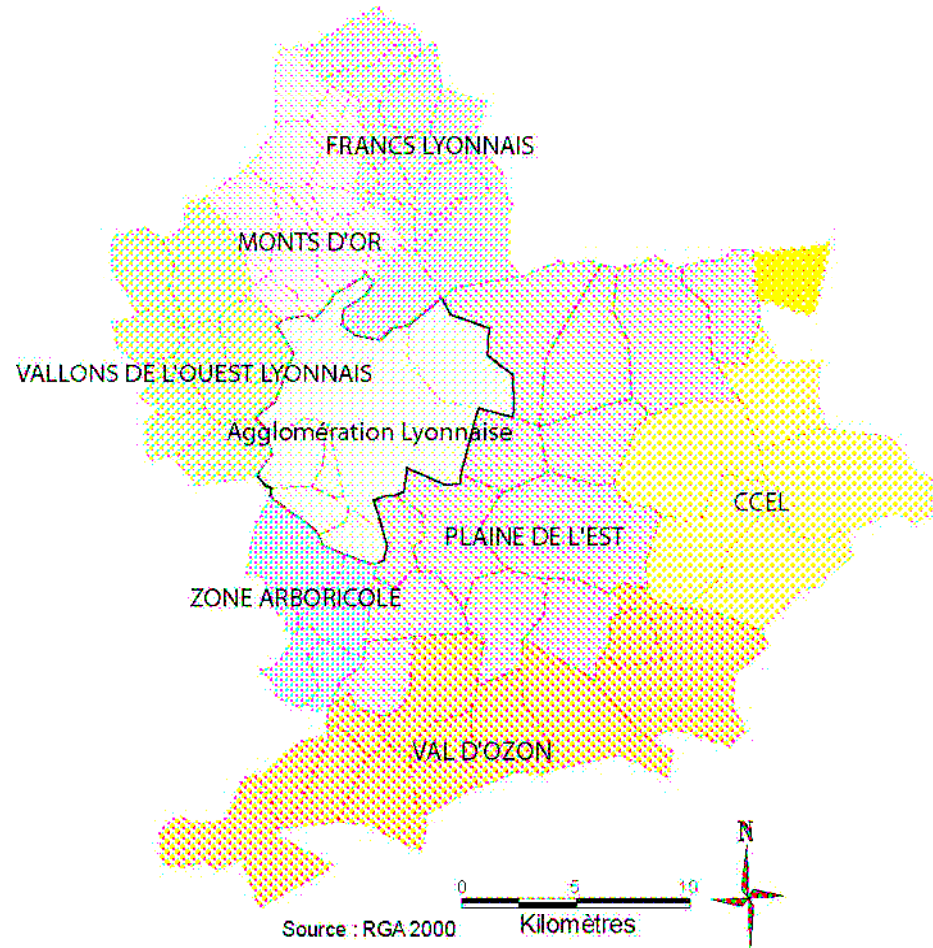 FRANCS LYONNAIS
MONTS D'OR
VALLONS DE L'OUEST LYONNAIS
Agglomération Lyonnaise
CCEL
PLAINE DE L'EST
ZONE ARBORICOLE
VAL D'OZON
N
0 5 10
Kilomètres
Source : RGA 2000